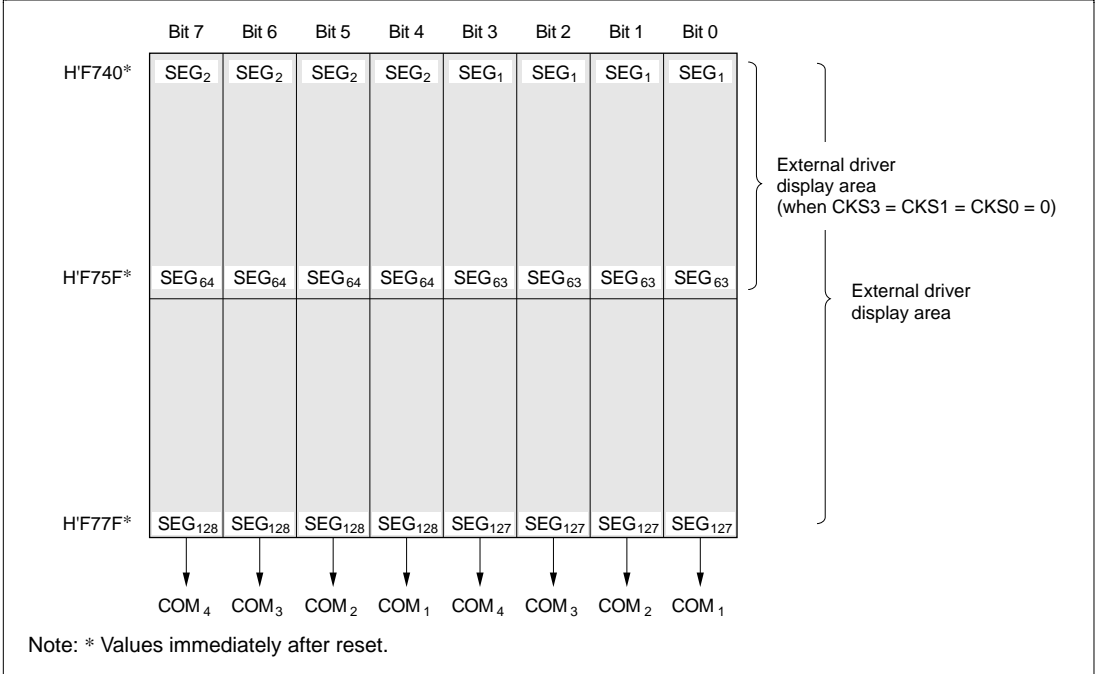 Bit 7 Bit 6 Bit 5 Bit 4 Bit 3 Bit 2 Bit 1 Bit 0
H'F740* SEG2 SEG2 SEG2 SEG2 SEG1 SEG1 SEG1 SEG1
External driver
display area
(when CKS3 = CKS1 = CKS0 = 0)
H'F75F* SEG64 SEG64 SEG64 SEG64 SEG63 SEG63 SEG63 SEG63
External driver
display area
H'F77F* SEG128 SEG128 SEG128 SEG128 SEG127 SEG127 SEG127 SEG127
COM4 COM3 COM2 COM1 COM4 COM3 COM2 COM1
Note: * Values immediately after reset.